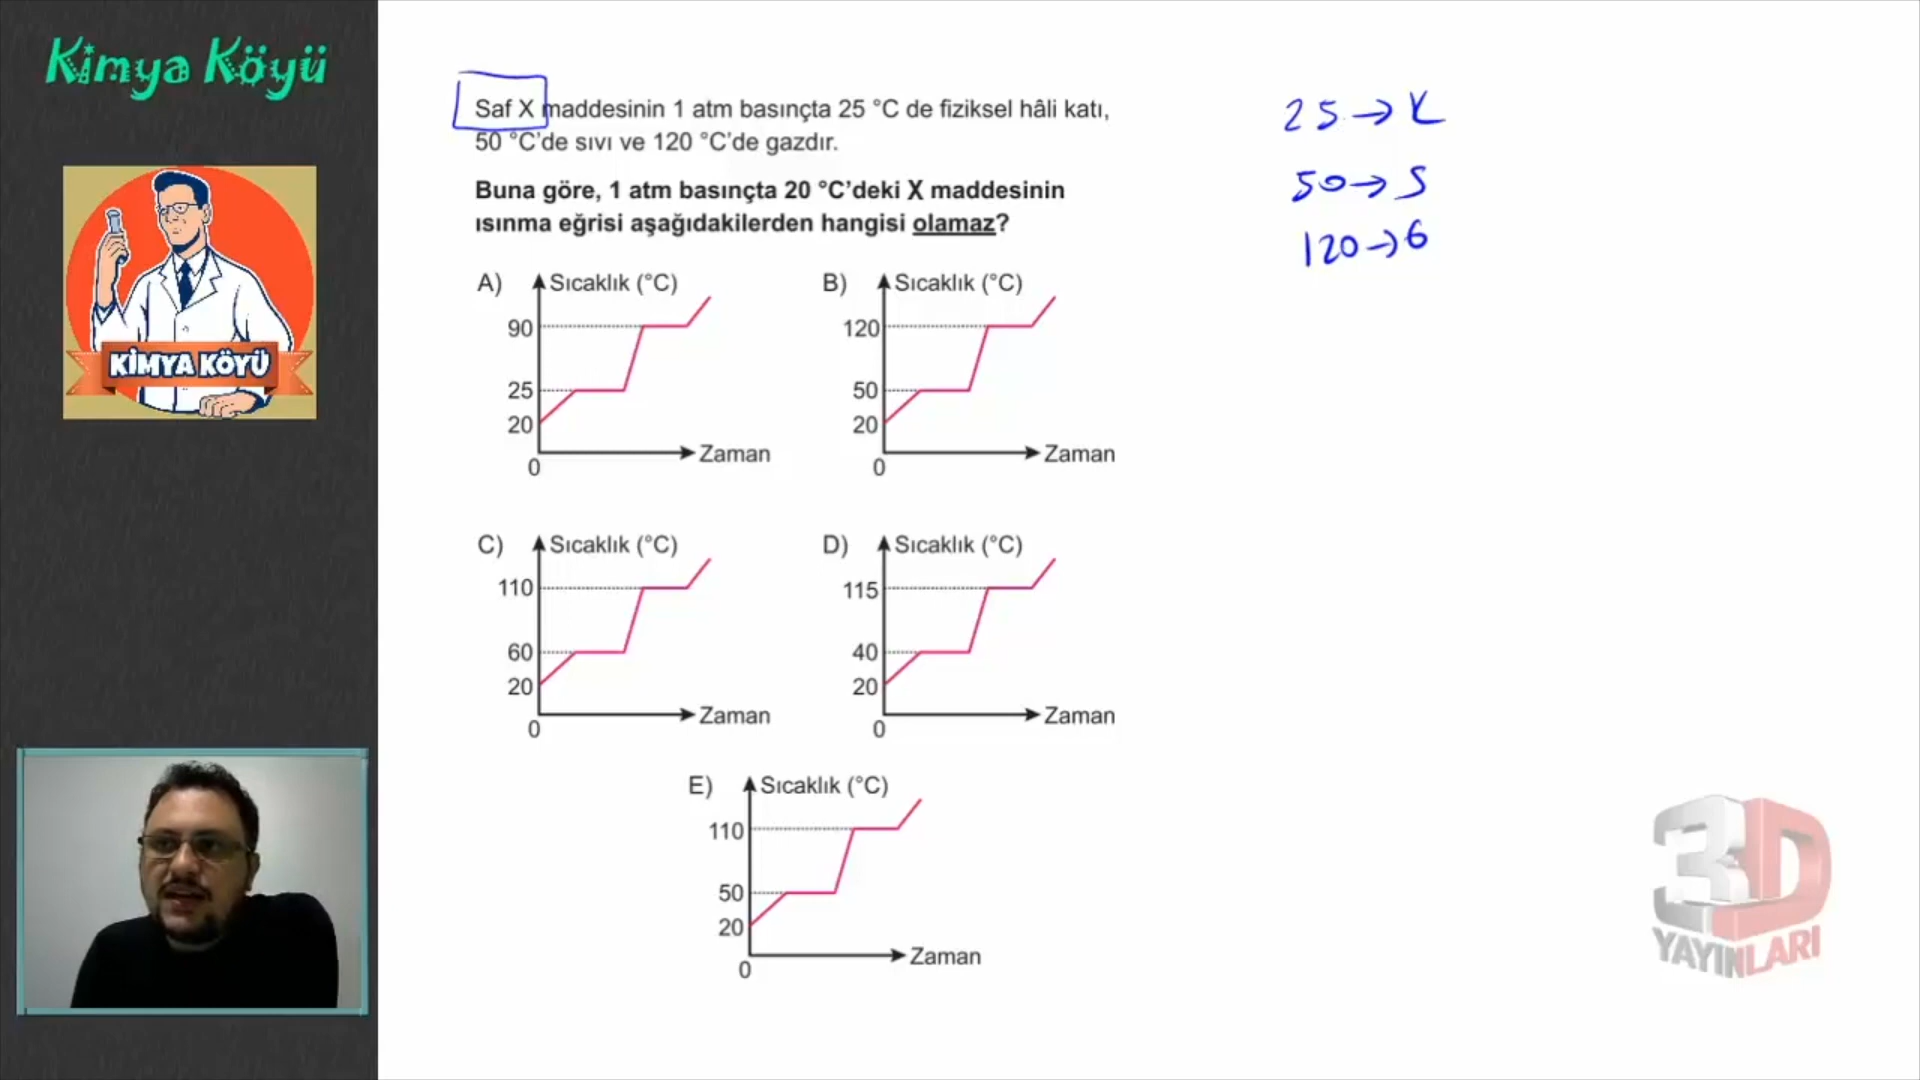 Kimya Köyü
KİMYA KÖYÜ
Saf X maddesinin 1 atm basınçta 25 °C de fiziksel hâli katı,
50 °C'de sıvı ve 120 °C'de gazdır.
Buna göre, 1 atm basınçta 20 °C'deki X maddesinin
ısınma eğrisi aşağıdakilerden hangisi olamaz?
25 → K
50 → S
120 → G
A) Sıcaklık (°C)
90
25
20
0
Zaman
B) Sıcaklık (°C)
120
50
20
0
Zaman
C) Sıcaklık (°C)
110
60
20
0
Zaman
D) Sıcaklık (°C)
115
40
20
0
Zaman
E) Sıcaklık (°C)
110
50
20
0
Zaman
3D
YAYINLARI